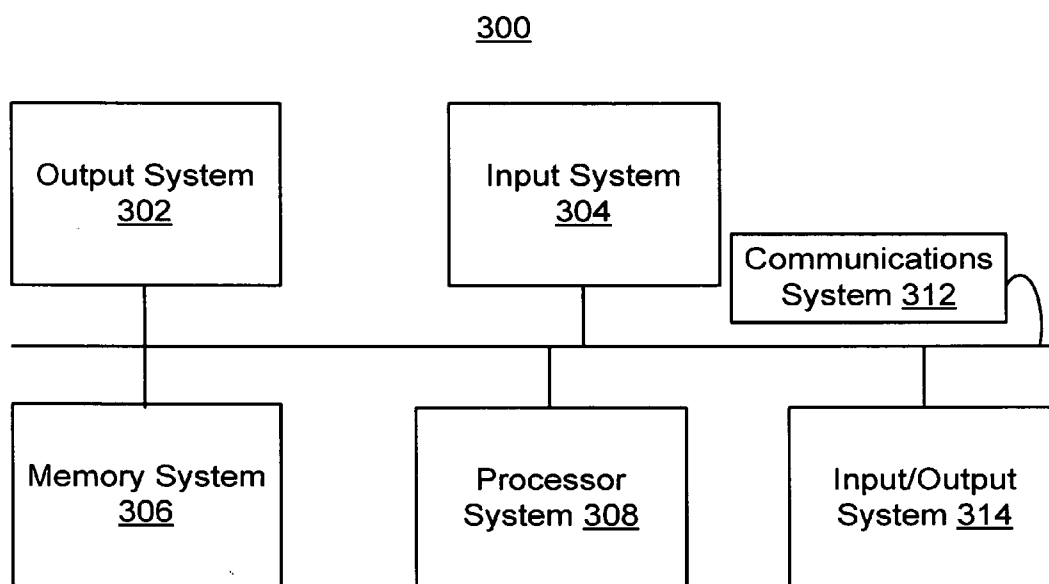 300
Output System
302
Input System
304
Communications
System 312
Memory System
306
Processor
System 308
Input/Output
System 314